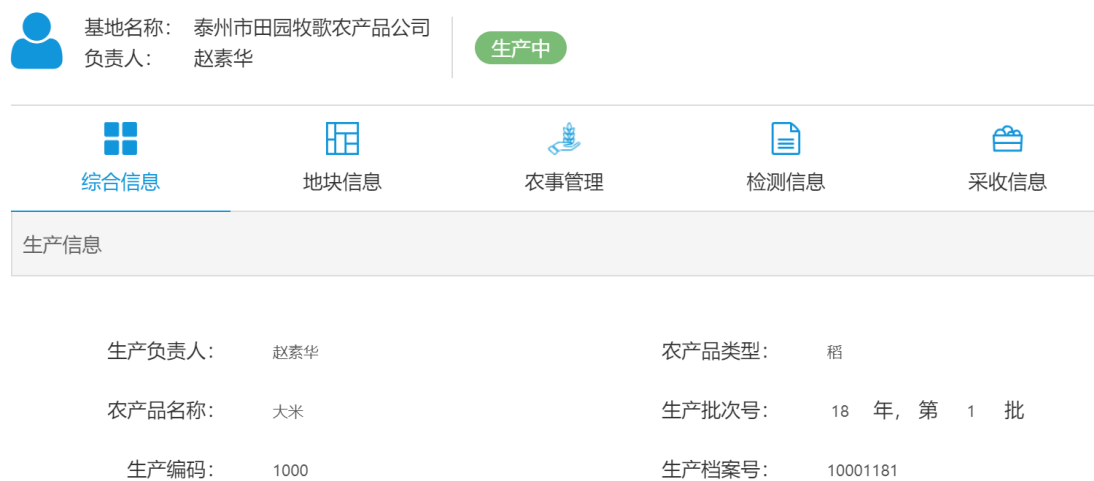 基地名称： 泰州市田园牧歌农产品公司
负责人： 赵素华
生产中
综合信息 地块信息 农事管理 检测信息 采收信息
生产信息
生产负责人： 赵素华 农产品类型： 稻
农产品名称： 大米 生产批次号： 18 年，第 1 批
生产编码： 1000 生产档案号： 10001181